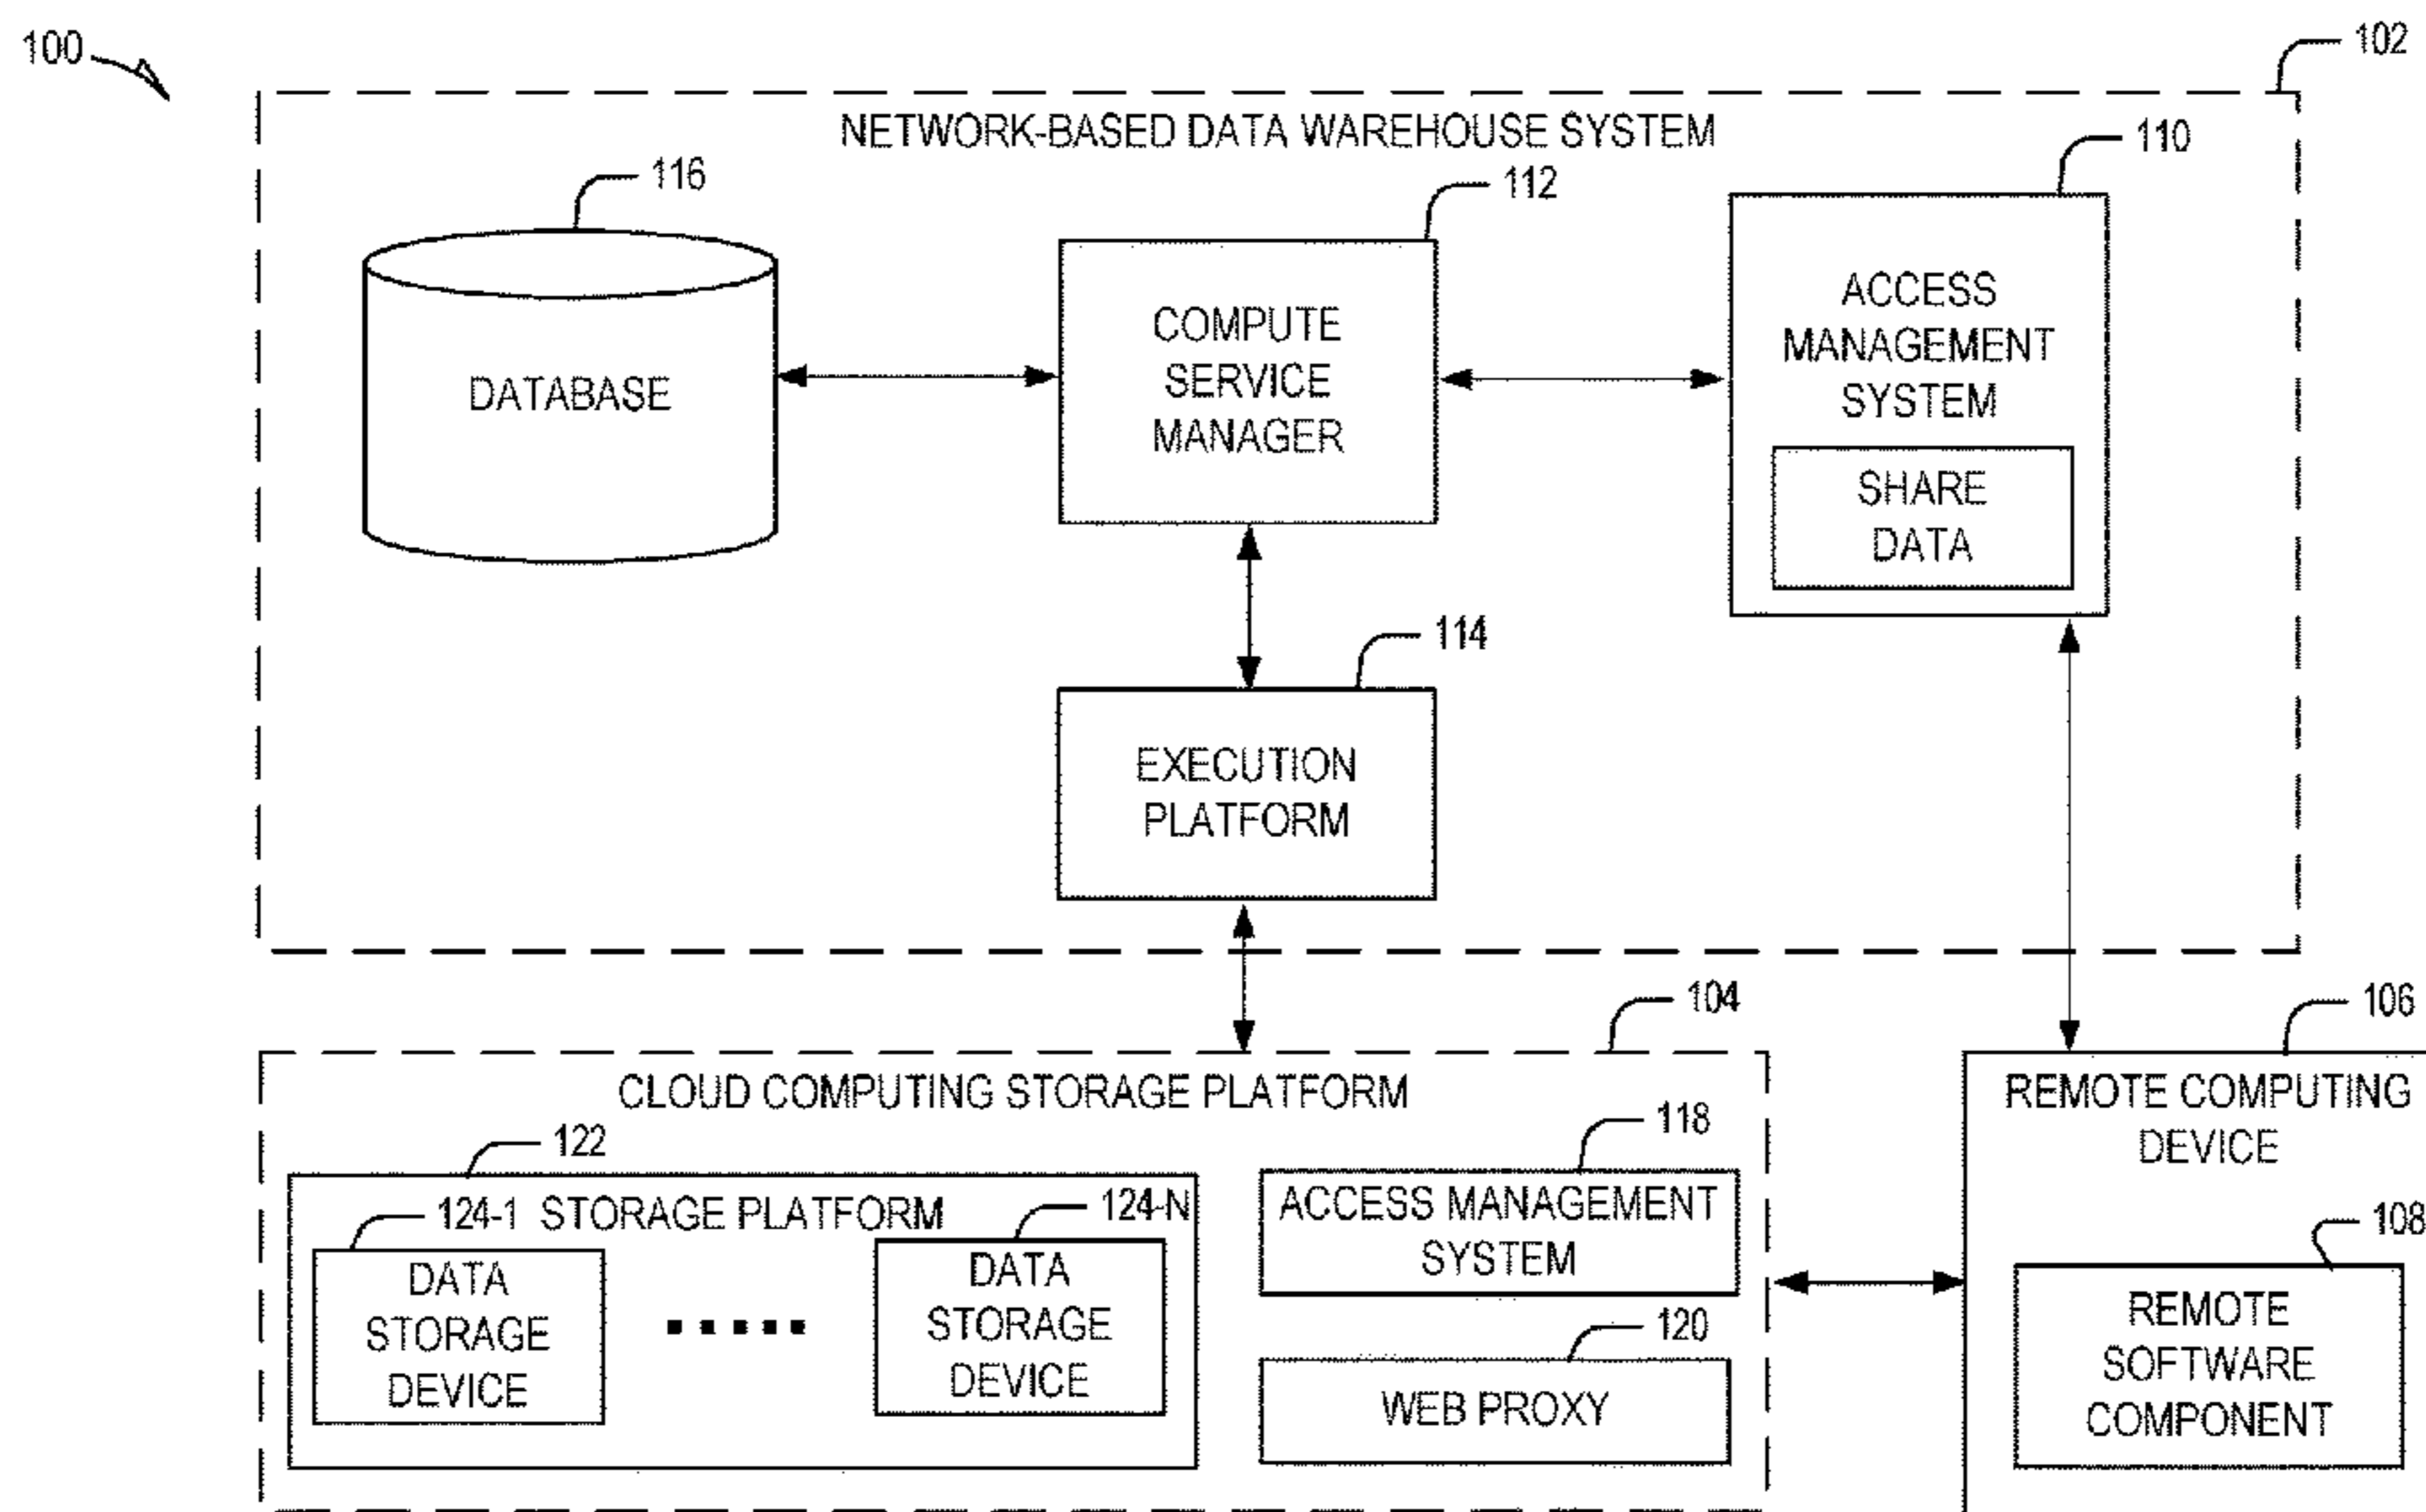 100
102
NETWORK-BASED DATA WAREHOUSE SYSTEM
116
112
110
DATABASE
COMPUTE
SERVICE
MANAGER
ACCESS
MANAGEMENT
SYSTEM
SHARE
DATA
114
EXECUTION
PLATFORM
104
106
CLOUD COMPUTING STORAGE PLATFORM
122
124-1 STORAGE PLATFORM
124-N
DATA
STORAGE
DEVICE
DATA
STORAGE
DEVICE
118
ACCESS MANAGEMENT
SYSTEM
120
WEB PROXY
REMOTE COMPUTING
DEVICE
108
REMOTE
SOFTWARE
COMPONENT